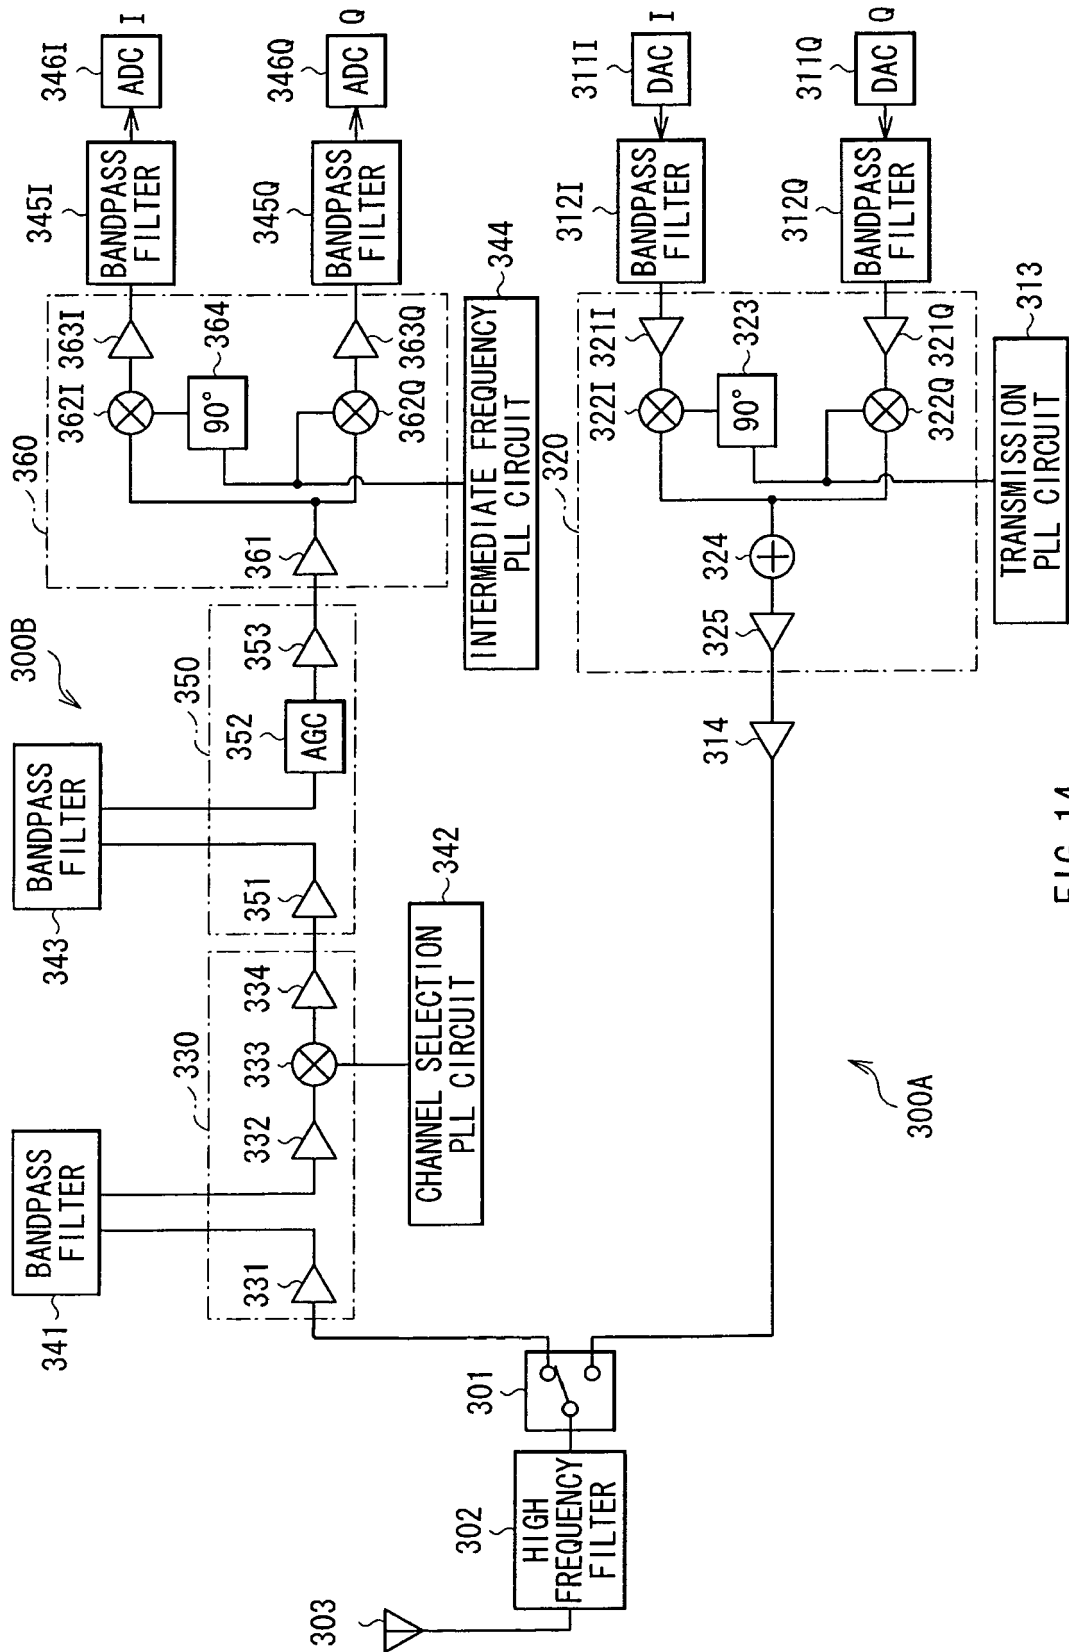 300B
341
BANDPASS
FILTER
343
BANDPASS
FILTER
330
331
332
333
334
350
351
352
AGC
353
360
361
362I
363I
364
90°
362Q
363Q
345I
BANDPASS
FILTER
346I
ADC
I
345Q
BANDPASS
FILTER
346Q
ADC
Q
342
CHANNEL SELECTION
PLL CIRCUIT
344
INTERMEDIATE FREQUENCY
PLL CIRCUIT
303
302
HIGH
FREQUENCY
FILTER
301
314
320
325
324
322I
321I
323
90°
322Q
321Q
312I
BANDPASS
FILTER
311I
DAC
I
312Q
BANDPASS
FILTER
311Q
DAC
Q
313
TRANSMISSION
PLL CIRCUIT
300A
FIG. 14